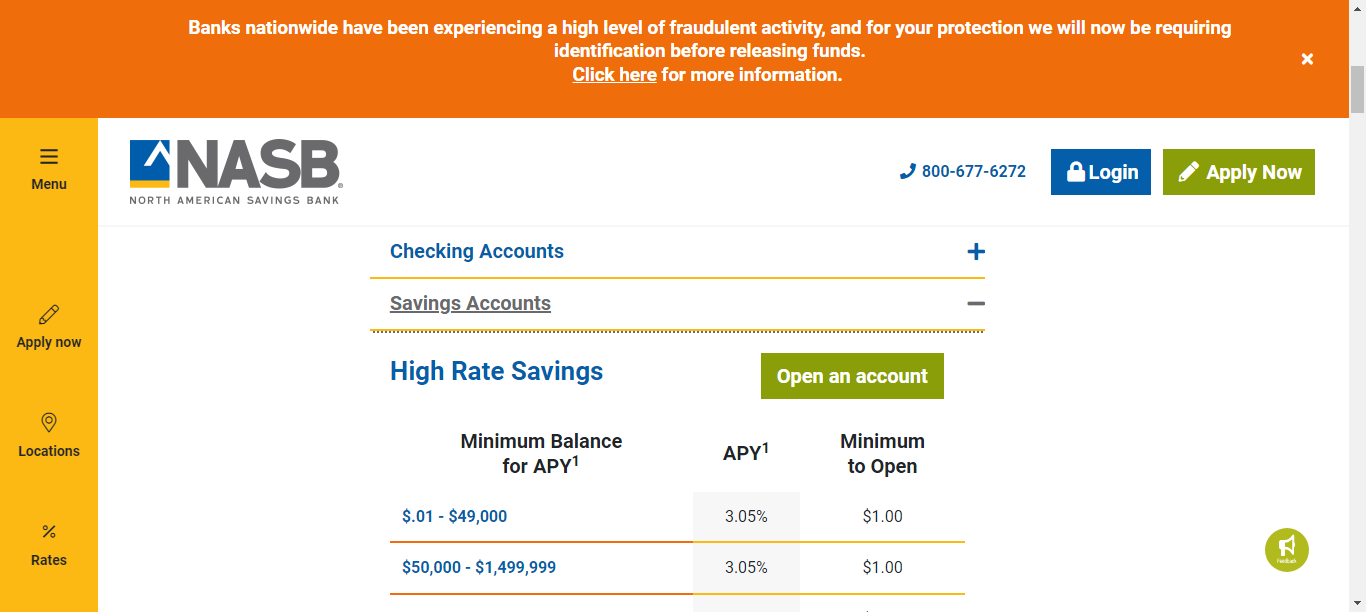 Banks nationwide have been experiencing a high level of fraudulent activity, and for your protection we will now be requiring
identification before releasing funds.
Click here for more information.
Menu
NASB
NORTH AMERICAN SAVINGS BANK
800-677-6272
Login
Apply Now
Checking Accounts
Savings Accounts
Apply now
High Rate Savings
Open an account
Locations
Minimum Balance
for APY1
APY1
Minimum
to Open
$.01 - $49,000
3.05%
$1.00
Rates
$50,000 - $1,499,999
3.05%
$1.00
Feedback